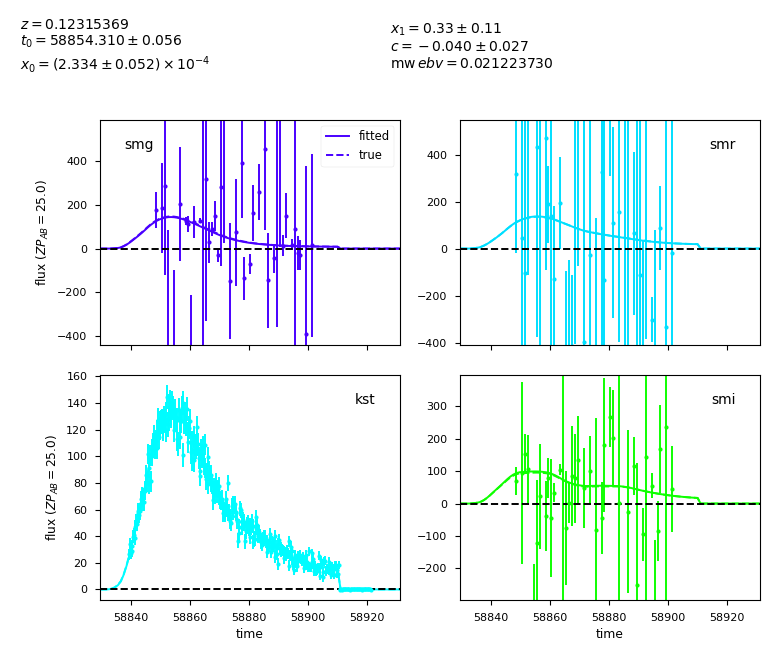 z = 0.12315369
t₀ = 58854.310 ± 0.056
x₀ = (2.334 ± 0.052) × 10⁻⁴
x₁ = 0.33 ± 0.11
c = −0.040 ± 0.027
mw ebv = 0.021223730
smg
fitted
true
400
200
0
−200
−400
flux (ZP_AB = 25.0)
smr
400
200
0
−200
−400
kst
160
140
120
100
80
60
40
20
0
flux (ZP_AB = 25.0)
58840 58860 58880 58900 58920
time
smi
300
200
100
0
−100
−200
58840 58860 58880 58900 58920
time